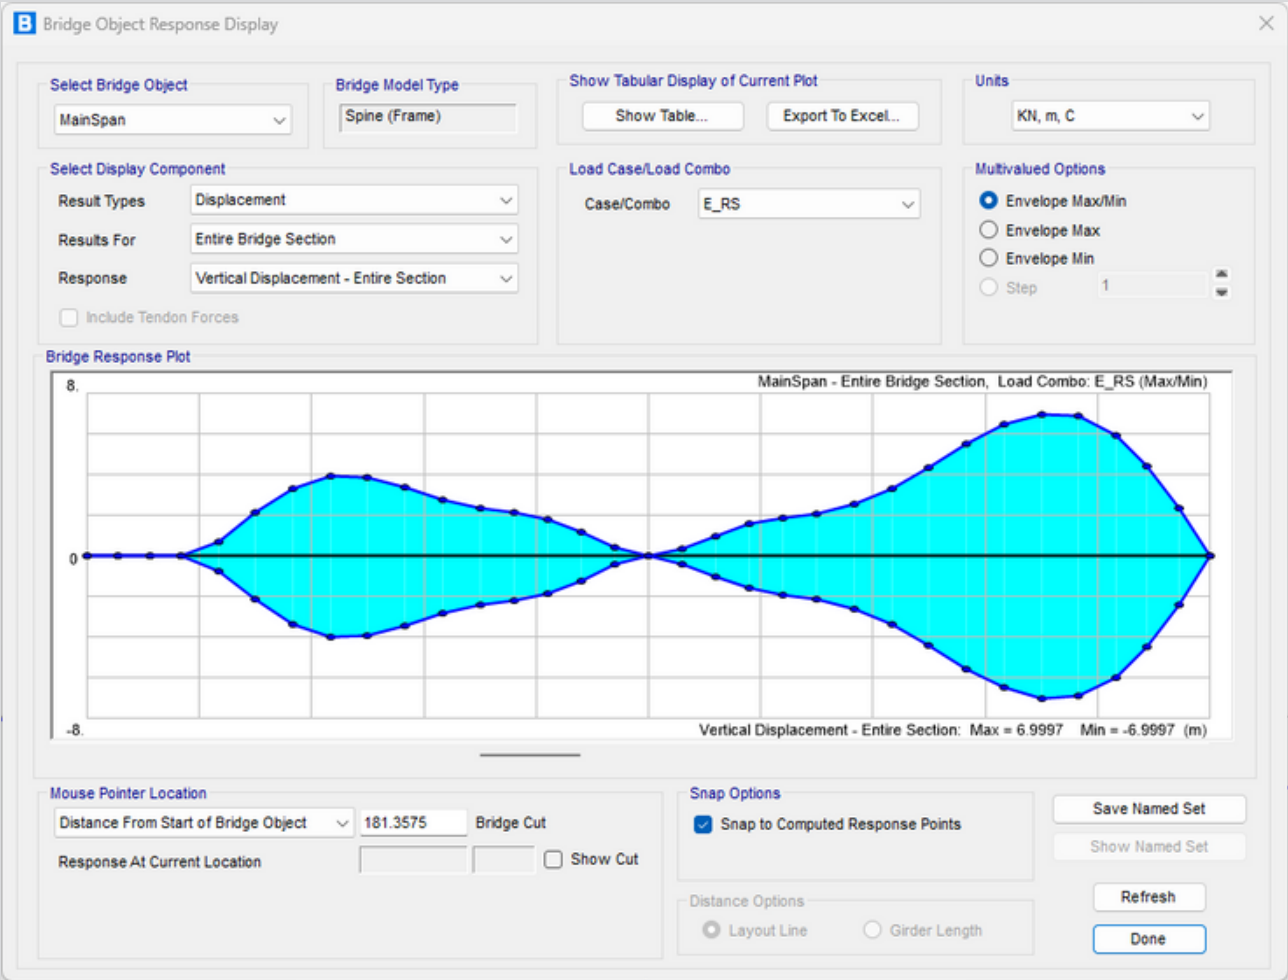 B Bridge Object Response Display
Select Bridge Object
MainSpan
Bridge Model Type
Spine (Frame)
Show Tabular Display of Current Plot
Show Table...
Export To Excel...
Units
KN, m, C
Select Display Component
Result Types
Displacement
Results For
Entire Bridge Section
Response
Vertical Displacement - Entire Section
Include Tendon Forces
Load Case/Load Combo
Case/Combo
E_RS
Multivalued Options
Envelope Max/Min
Envelope Max
Envelope Min
Step
1
Bridge Response Plot
8.
MainSpan - Entire Bridge Section, Load Combo: E_RS (Max/Min)
0
-8.
Vertical Displacement - Entire Section: Max = 6.9997 Min = -6.9997 (m)
Mouse Pointer Location
Distance From Start of Bridge Object
181.3575
Bridge Cut
Response At Current Location
Show Cut
Snap Options
Snap to Computed Response Points
Distance Options
Layout Line
Girder Length
Save Named Set
Show Named Set
Refresh
Done